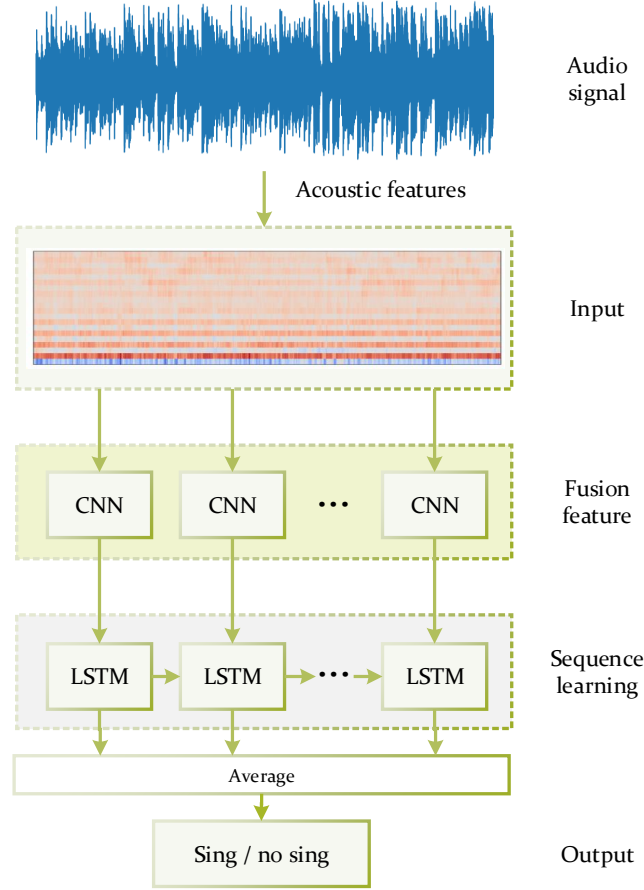 Audio
signal
Acoustic features
Input
CNN
CNN
...
CNN
Fusion
feature
LSTM
LSTM
...
LSTM
Sequence
learning
Average
Sing / no sing
Output